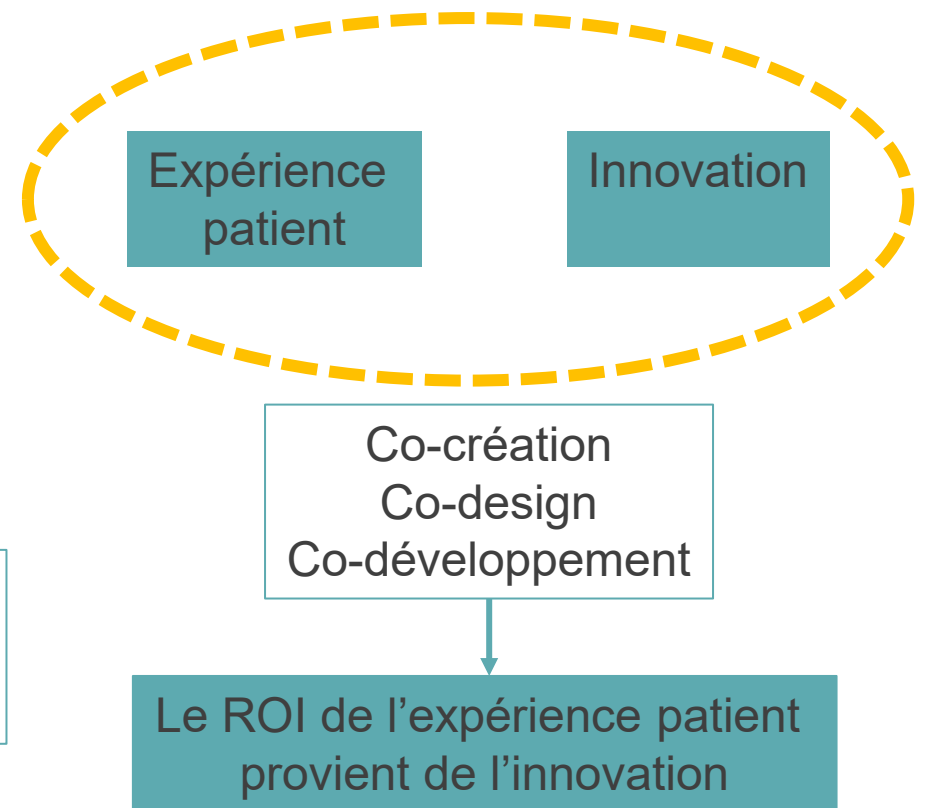 Expérience
patient
Innovation
Co-création
Co-design
Co-développement
Le ROI de l’expérience patient
provient de l’innovation